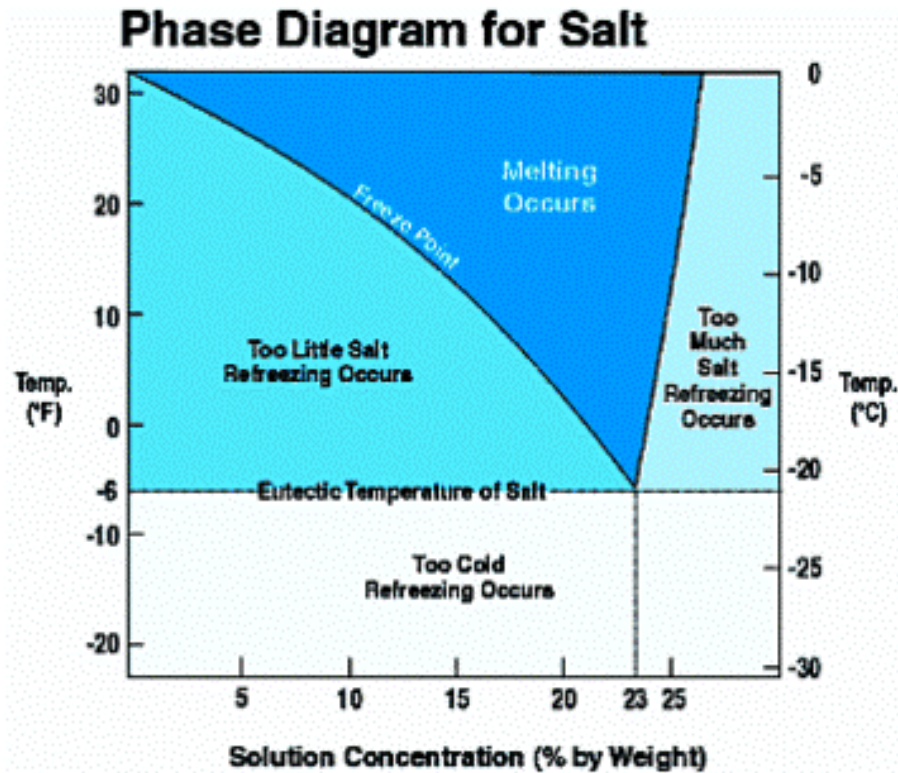 Phase Diagram for Salt
30
20
10
0
-6
-10
-20
Temp.
(°F)
0
-5
-10
-15
-20
-25
-30
Temp.
(°C)
Melting
Occurs
Freeze Point
Too Little Salt
Refreezing Occurs
Too
Much
Salt
Refreezing
Occurs
Eutectic Temperature of Salt
Too Cold
Refreezing Occurs
5 10 15 20 23 25
Solution Concentration (% by Weight)